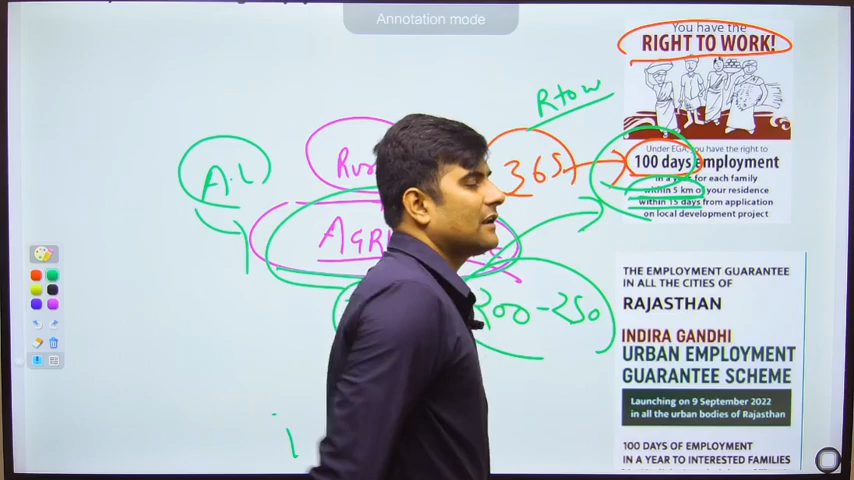 Annotation mode
You have the
RIGHT TO WORK!
R to W
Under EGA, you have the right to
100 days employment
in a year for each family
within 5 km of your residence
within 15 days from application
on local development project
A.L
365
200-250
THE EMPLOYMENT GUARANTEE
IN ALL THE CITIES OF
RAJASTHAN
INDIRA GANDHI
URBAN EMPLOYMENT
GUARANTEE SCHEME
Launching on 9 September 2022
in all the urban bodies of Rajasthan
100 DAYS OF EMPLOYMENT
IN A YEAR TO INTERESTED FAMILIES